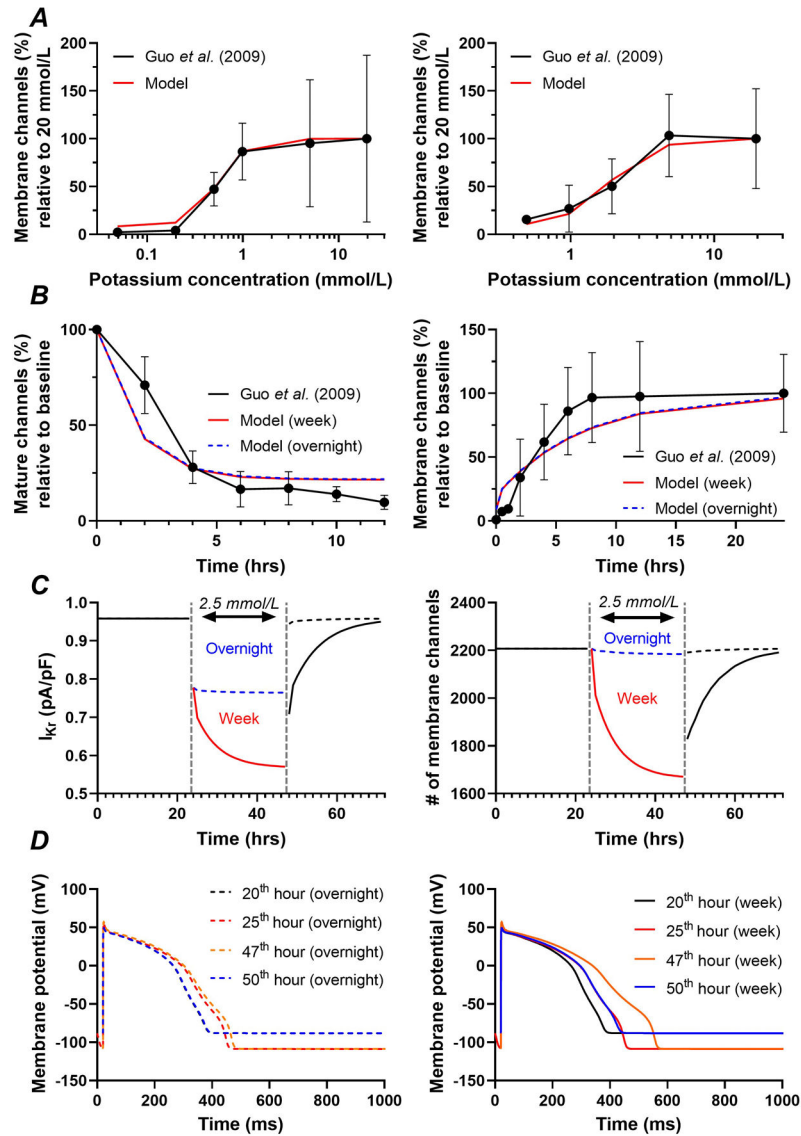 A
Membrane channels (%)
relative to 20 mmol/L
200
150
100
50
0
Guo et al. (2009)
Model
0.1
1
10
Potassium concentration (mmol/L)
Membrane channels (%)
relative to 20 mmol/L
200
150
100
50
0
Guo et al. (2009)
Model
1
10
Potassium concentration (mmol/L)
B
Mature channels (%)
relative to baseline
100
75
50
25
0
Guo et al. (2009)
Model (week)
Model (overnight)
0
5
10
Time (hrs)
Membrane channels (%)
relative to baseline
150
100
50
0
Guo et al. (2009)
Model (week)
Model (overnight)
0
5
10
15
20
Time (hrs)
C
I_Kr (pA/pF)
1.0
0.9
0.8
0.7
0.6
0.5
2.5 mmol/L
Overnight
Week
0
20
40
60
Time (hrs)
# of membrane channels
2400
2200
2000
1800
1600
2.5 mmol/L
Overnight
Week
0
20
40
60
Time (hrs)
D
Membrane potential (mV)
100
50
0
-50
-100
-150
20th hour (overnight)
25th hour (overnight)
47th hour (overnight)
50th hour (overnight)
0
200
400
600
800
1000
Time (ms)
Membrane potential (mV)
100
50
0
-50
-100
-150
20th hour (week)
25th hour (week)
47th hour (week)
50th hour (week)
0
200
400
600
800
1000
Time (ms)